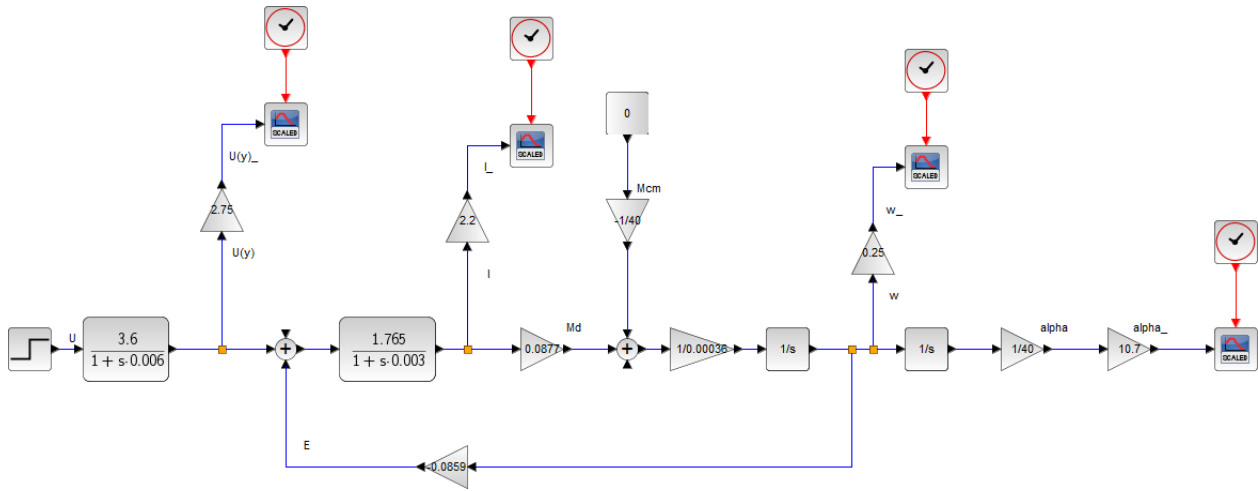 U(y)_
SCALED
2.75
U(y)
I_
SCALED
2.2
I
0
Mcm
-1/40
w_
SCALED
0.25
w
U
3.6
1 + s·0.006
+
1.765
1 + s·0.003
0.0877
Md
+
1/0.00036
1/s
1/s
1/40
alpha
10.7
alpha_
SCALED
E
-0.0859